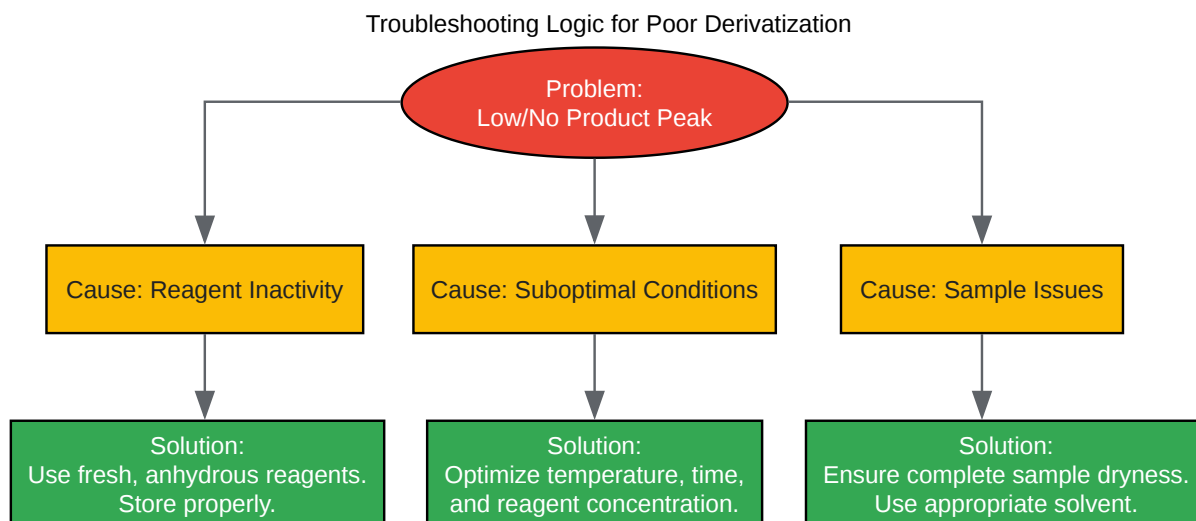 Troubleshooting Logic for Poor Derivatization
Problem:
Low/No Product Peak
Cause: Reagent Inactivity
Cause: Suboptimal Conditions
Cause: Sample Issues
Solution:
Use fresh, anhydrous reagents.
Store properly.
Solution:
Optimize temperature, time,
and reagent concentration.
Solution:
Ensure complete sample dryness.
Use appropriate solvent.